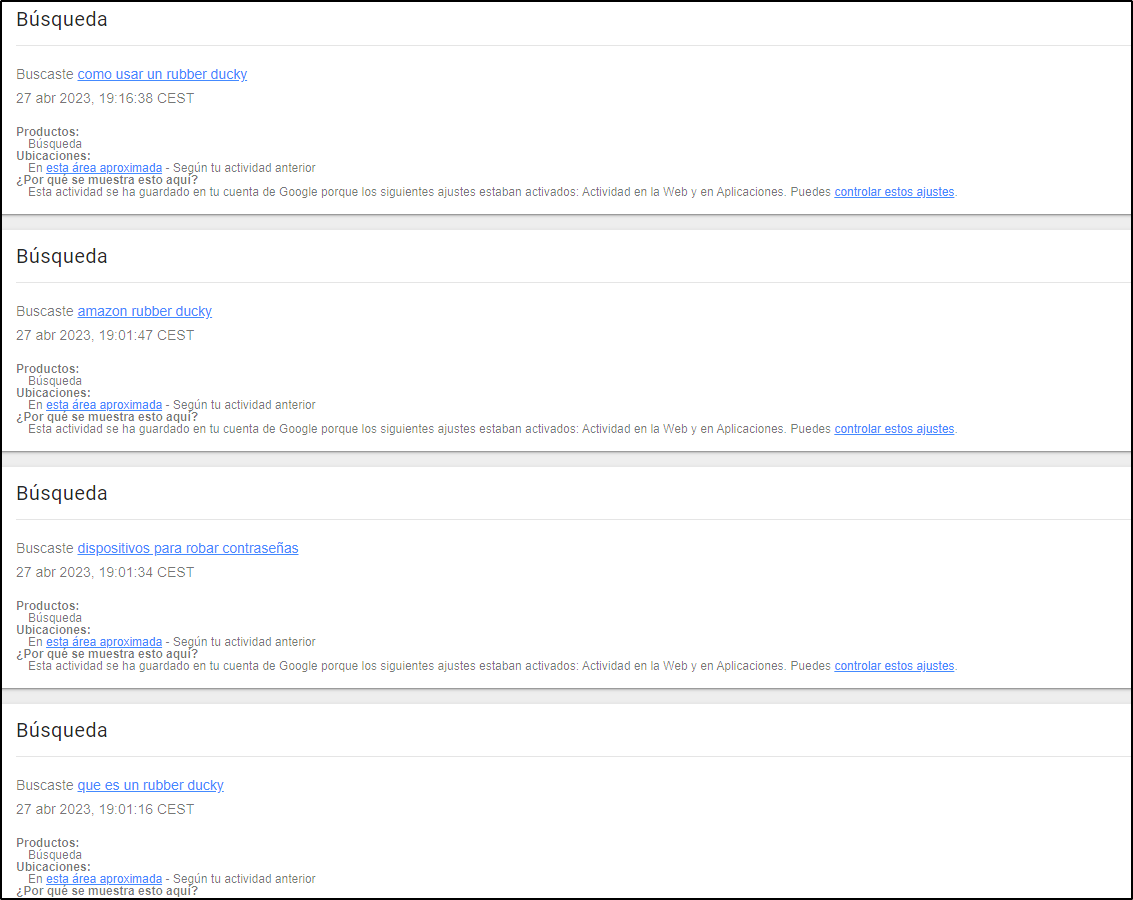 Búsqueda
Buscaste como usar un rubber ducky
27 abr 2023, 19:16:38 CEST
Productos:
Búsqueda
Ubicaciones:
En esta área aproximada - Según tu actividad anterior
¿Por qué se muestra esto aquí?
Esta actividad se ha guardado en tu cuenta de Google porque los siguientes ajustes estaban activados: Actividad en la Web y en Aplicaciones. Puedes controlar estos ajustes.
Búsqueda
Buscaste amazon rubber ducky
27 abr 2023, 19:01:47 CEST
Productos:
Búsqueda
Ubicaciones:
En esta área aproximada - Según tu actividad anterior
¿Por qué se muestra esto aquí?
Esta actividad se ha guardado en tu cuenta de Google porque los siguientes ajustes estaban activados: Actividad en la Web y en Aplicaciones. Puedes controlar estos ajustes.
Búsqueda
Buscaste dispositivos para robar contraseñas
27 abr 2023, 19:01:34 CEST
Productos:
Búsqueda
Ubicaciones:
En esta área aproximada - Según tu actividad anterior
¿Por qué se muestra esto aquí?
Esta actividad se ha guardado en tu cuenta de Google porque los siguientes ajustes estaban activados: Actividad en la Web y en Aplicaciones. Puedes controlar estos ajustes.
Búsqueda
Buscaste que es un rubber ducky
27 abr 2023, 19:01:16 CEST
Productos:
Búsqueda
Ubicaciones:
En esta área aproximada - Según tu actividad anterior
¿Por qué se muestra esto aquí?